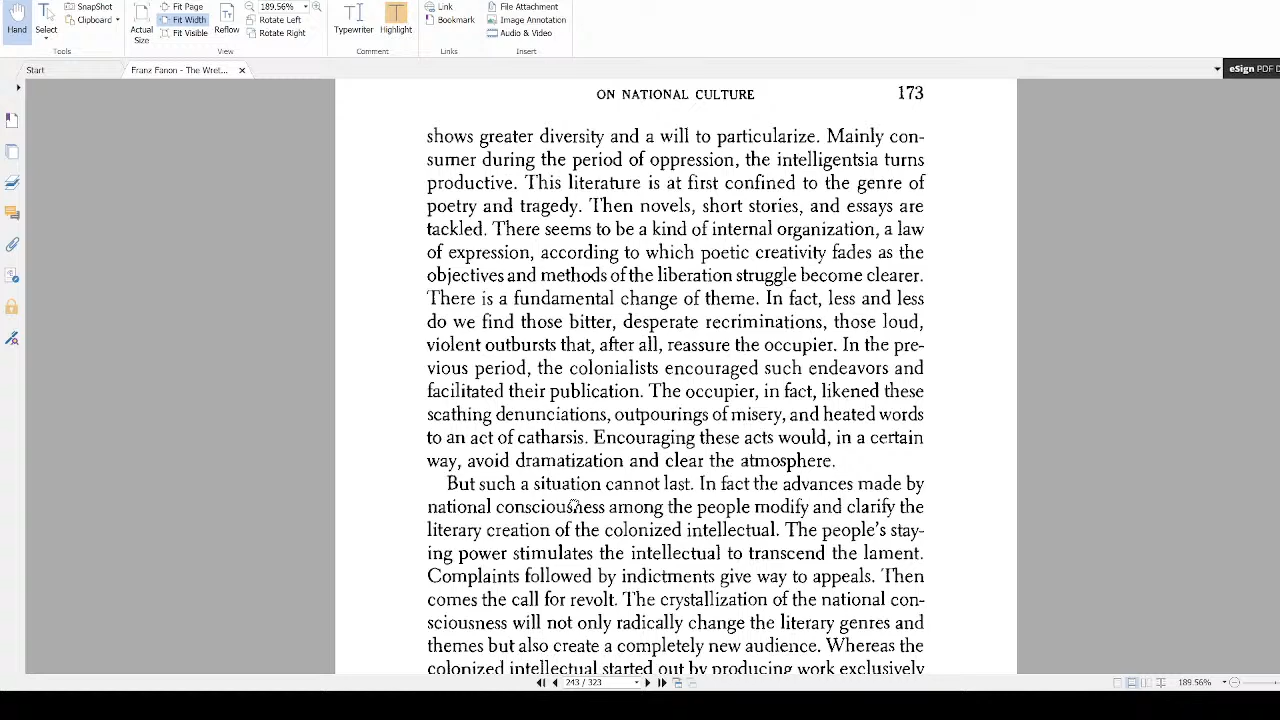 Hand
Select
SnapShot
Clipboard
Tools
Actual
Size
Fit Page
Fit Width
Fit Visible
Reflow
189.56%
Rotate Left
Rotate Right
View
Typewriter
Highlight
Comment
Link
Bookmark
Links
File Attachment
Image Annotation
Audio & Video
Insert
Start
Franz Fanon - The Wret...
eSign PDF D
ON NATIONAL CULTURE 173
shows greater diversity and a will to particularize. Mainly con-
sumer during the period of oppression, the intelligentsia turns
productive. This literature is at first confined to the genre of
poetry and tragedy. Then novels, short stories, and essays are
tackled. There seems to be a kind of internal organization, a law
of expression, according to which poetic creativity fades as the
objectives and methods of the liberation struggle become clearer.
There is a fundamental change of theme. In fact, less and less
do we find those bitter, desperate recriminations, those loud,
violent outbursts that, after all, reassure the occupier. In the pre-
vious period, the colonialists encouraged such endeavors and
facilitated their publication. The occupier, in fact, likened these
scathing denunciations, outpourings of misery, and heated words
to an act of catharsis. Encouraging these acts would, in a certain
way, avoid dramatization and clear the atmosphere.
But such a situation cannot last. In fact the advances made by
national consciousness among the people modify and clarify the
literary creation of the colonized intellectual. The people's stay-
ing power stimulates the intellectual to transcend the lament.
Complaints followed by indictments give way to appeals. Then
comes the call for revolt. The crystallization of the national con-
sciousness will not only radically change the literary genres and
themes but also create a completely new audience. Whereas the
colonized intellectual started out by producing work exclusively
243 / 323
189.56%